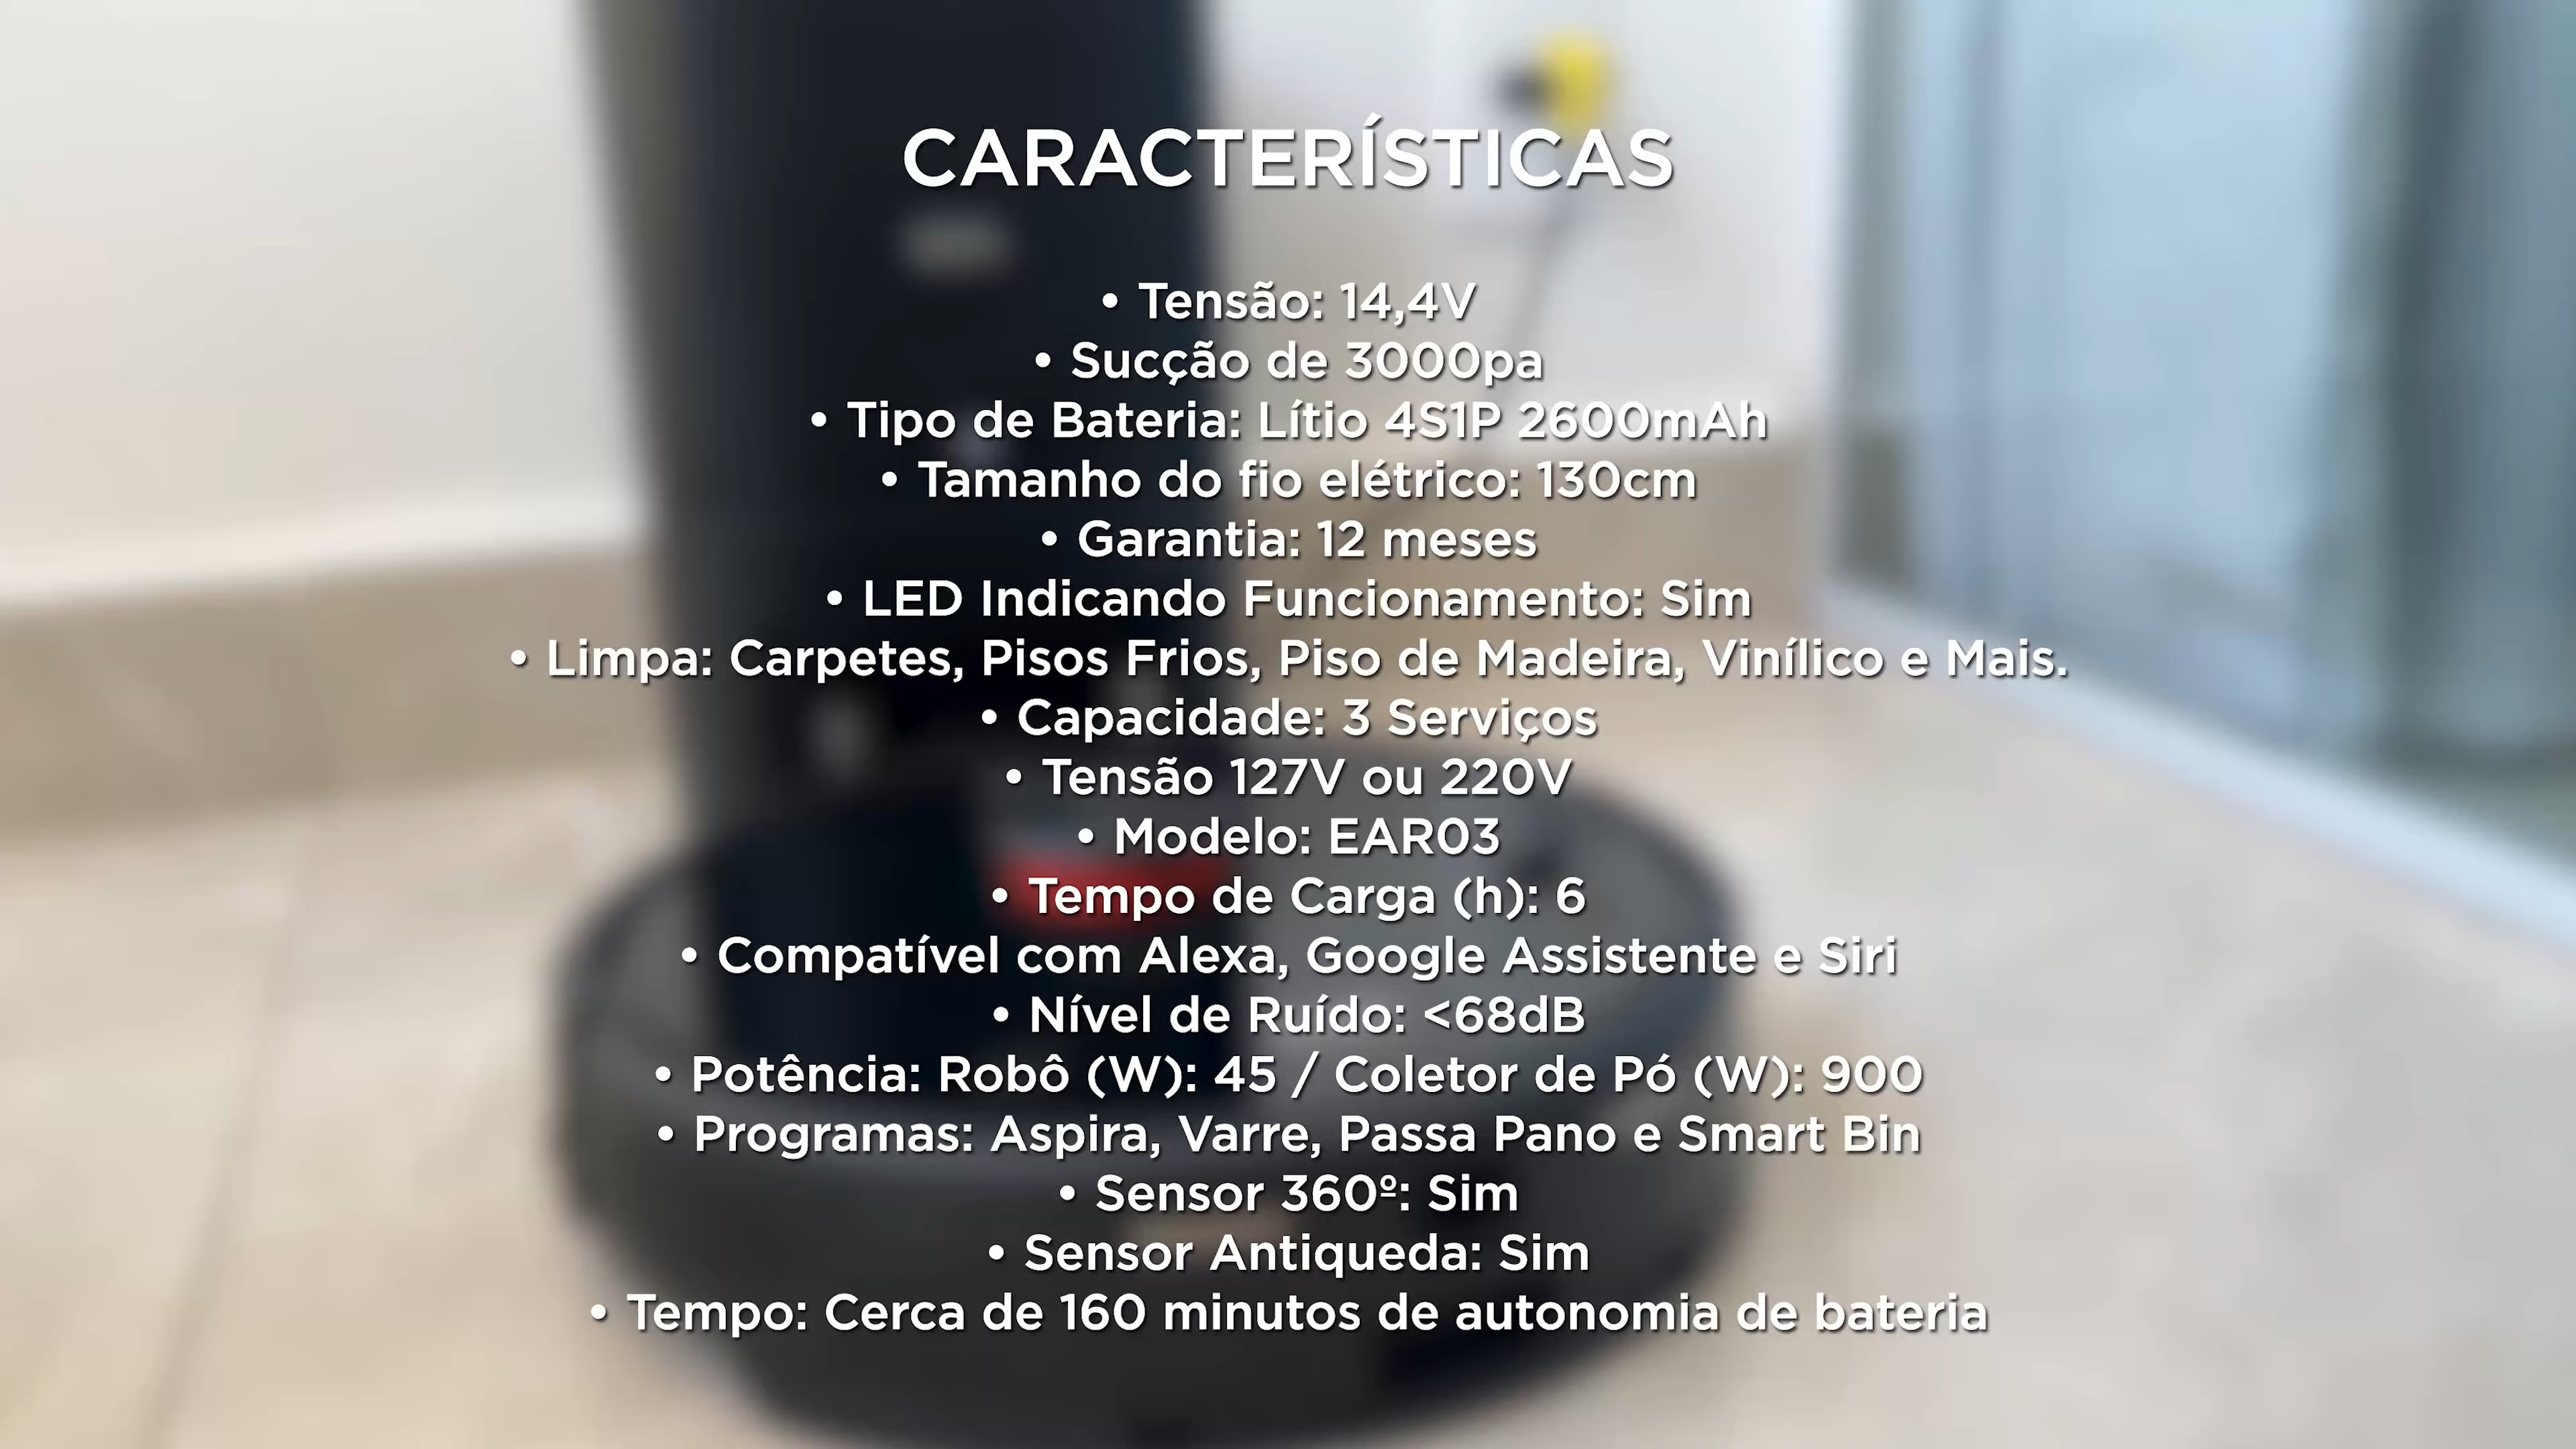 CARACTERÍSTICAS
• Tensão: 14,4V
• Sucção de 3000pa
• Tipo de Bateria: Lítio 4S1P 2600mAh
• Tamanho do fio elétrico: 130cm
• Garantia: 12 meses
• LED Indicando Funcionamento: Sim
• Limpa: Carpetes, Pisos Frios, Piso de Madeira, Vinílico e Mais.
• Capacidade: 3 Serviços
• Tensão 127V ou 220V
• Modelo: EAR03
• Tempo de Carga (h): 6
• Compatível com Alexa, Google Assistente e Siri
• Nível de Ruído: <68dB
• Potência: Robô (W): 45 / Coletor de Pó (W): 900
• Programas: Aspira, Varre, Passa Pano e Smart Bin
• Sensor 360º: Sim
• Sensor Antiqueda: Sim
• Tempo: Cerca de 160 minutos de autonomia de bateria